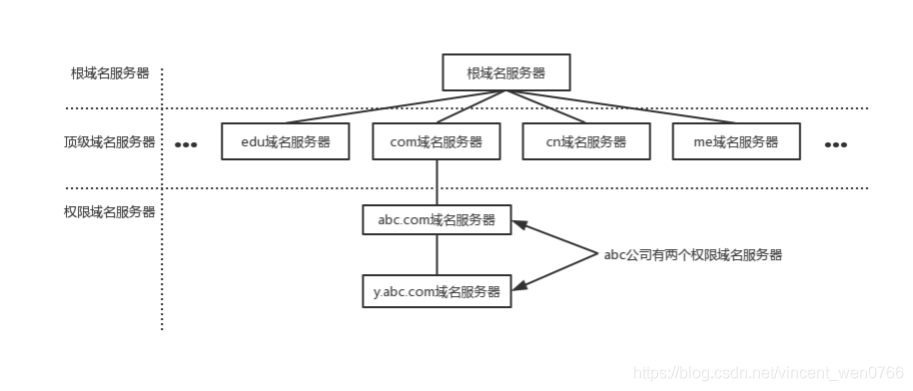 根域名服务器
根域名服务器
顶级域名服务器
•••
edu域名服务器
com域名服务器
cn域名服务器
me域名服务器
•••
权限域名服务器
abc.com域名服务器
abc公司有两个权限域名服务器
y.abc.com域名服务器
https://blog.csdn.net/vincent_wen0766